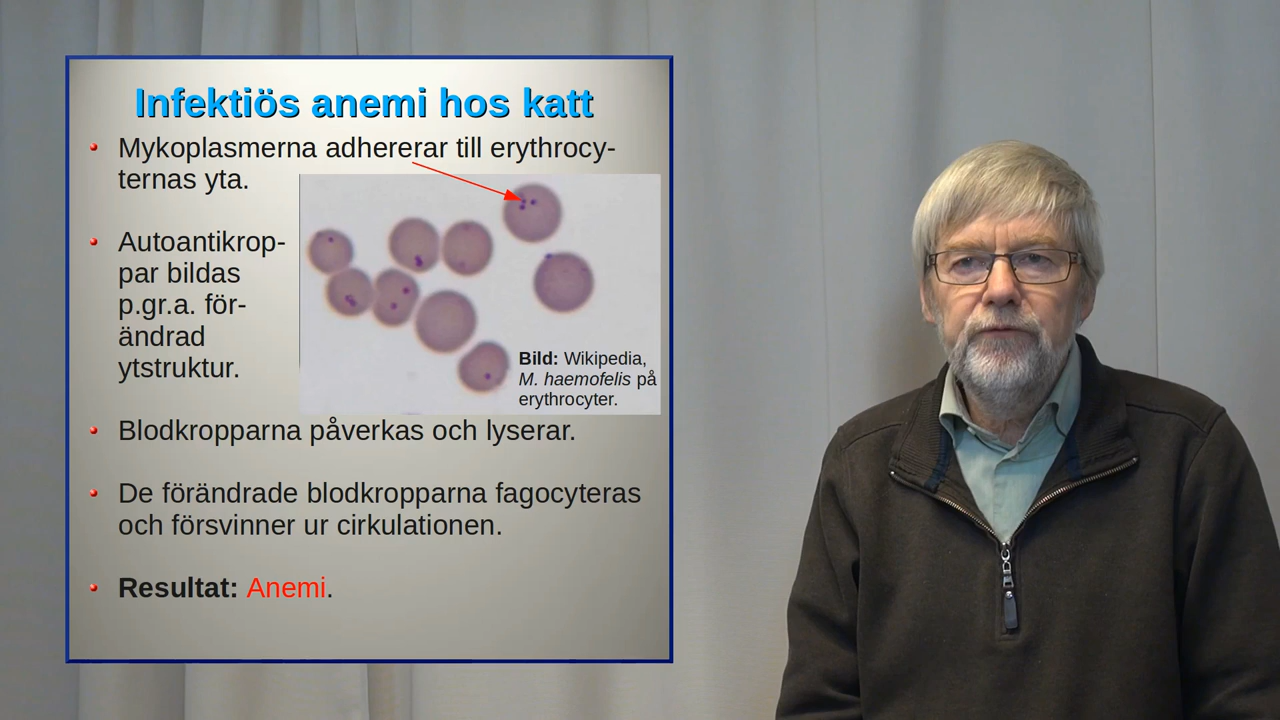 Infektiös anemi hos katt
Mykoplasmerna adhererar till erythrocy-
ternas yta.
Autoantikrop-
par bildas
p.gr.a. för-
ändrad
ytstruktur.
Bild: Wikipedia,
M. haemofelis på
erythrocyter.
Blodkropparna påverkas och lyserar.
De förändrade blodkropparna fagocyteras
och försvinner ur cirkulationen.
Resultat: Anemi.